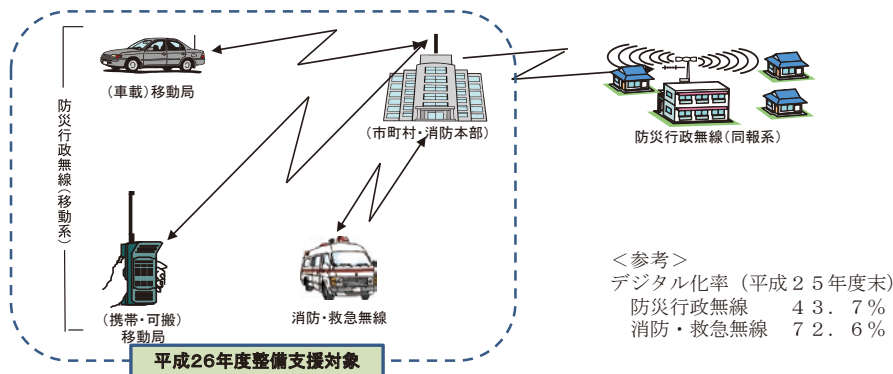 防災行政無線(移動系)
(車載)移動局
(市町村・消防本部)
防災行政無線(同報系)
(携帯・可搬)
移動局
消防・救急無線
平成26年度整備支援対象
<参考>
デジタル化率(平成25年度末)
防災行政無線 43.7%
消防・救急無線 72.6%